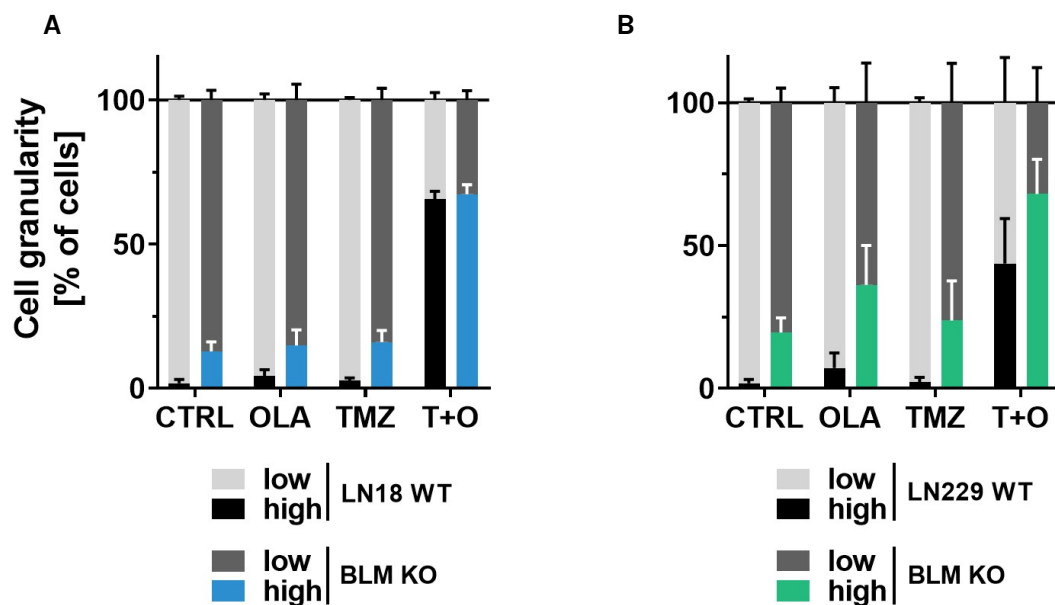 A
Cell granularity
[% of cells]
100
50
0
CTRL OLA TMZ T+O
low
high
LN18 WT
low
high
BLM KO
B
100
50
0
CTRL OLA TMZ T+O
low
high
LN229 WT
low
high
BLM KO